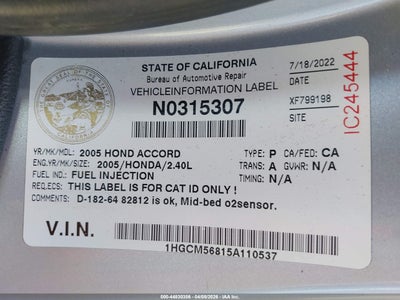 STATE OF CALIFORNIA
Bureau of Automotive Repair
VEHICLEINFORMATION LABEL
N0315307
7/18/2022
XF799198
SITE
IC245444
YR/MK/MDL: 2005 HOND ACCORD TYPE: P CA/FED: CA
ENG.YR/MK/SIZE: 2005/HONDA/2.40L TRANS: A GVWR: N/A
FUEL IND.: FUEL INJECTION TIMING: N/A
REQ.ECS: THIS LABEL IS FOR CAT ID ONLY !
COMMENTS: D-182-64 82812 is ok, Mid-bed o2sensor.
V.I.N.
1HGCM56815A110537